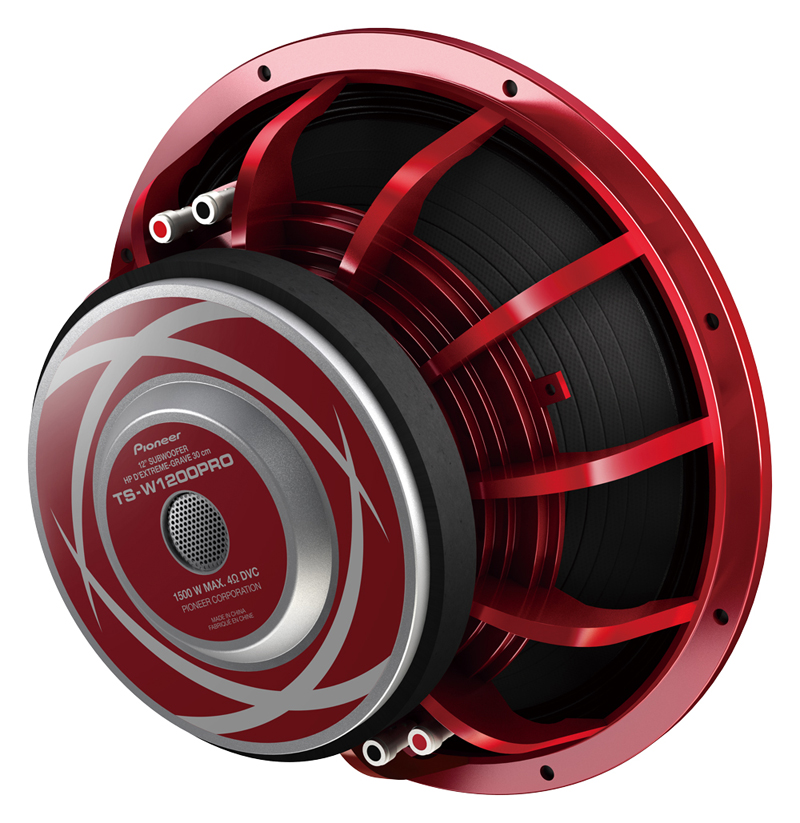 Pioneer
12" SUBWOOFER
HP D'EXTREME-GRAVE 30 cm
TS-W1200PRO
1500 W MAX. 4Ω DVC
PIONEER CORPORATION
MADE IN CHINA
FABRIQUÉ EN CHINE